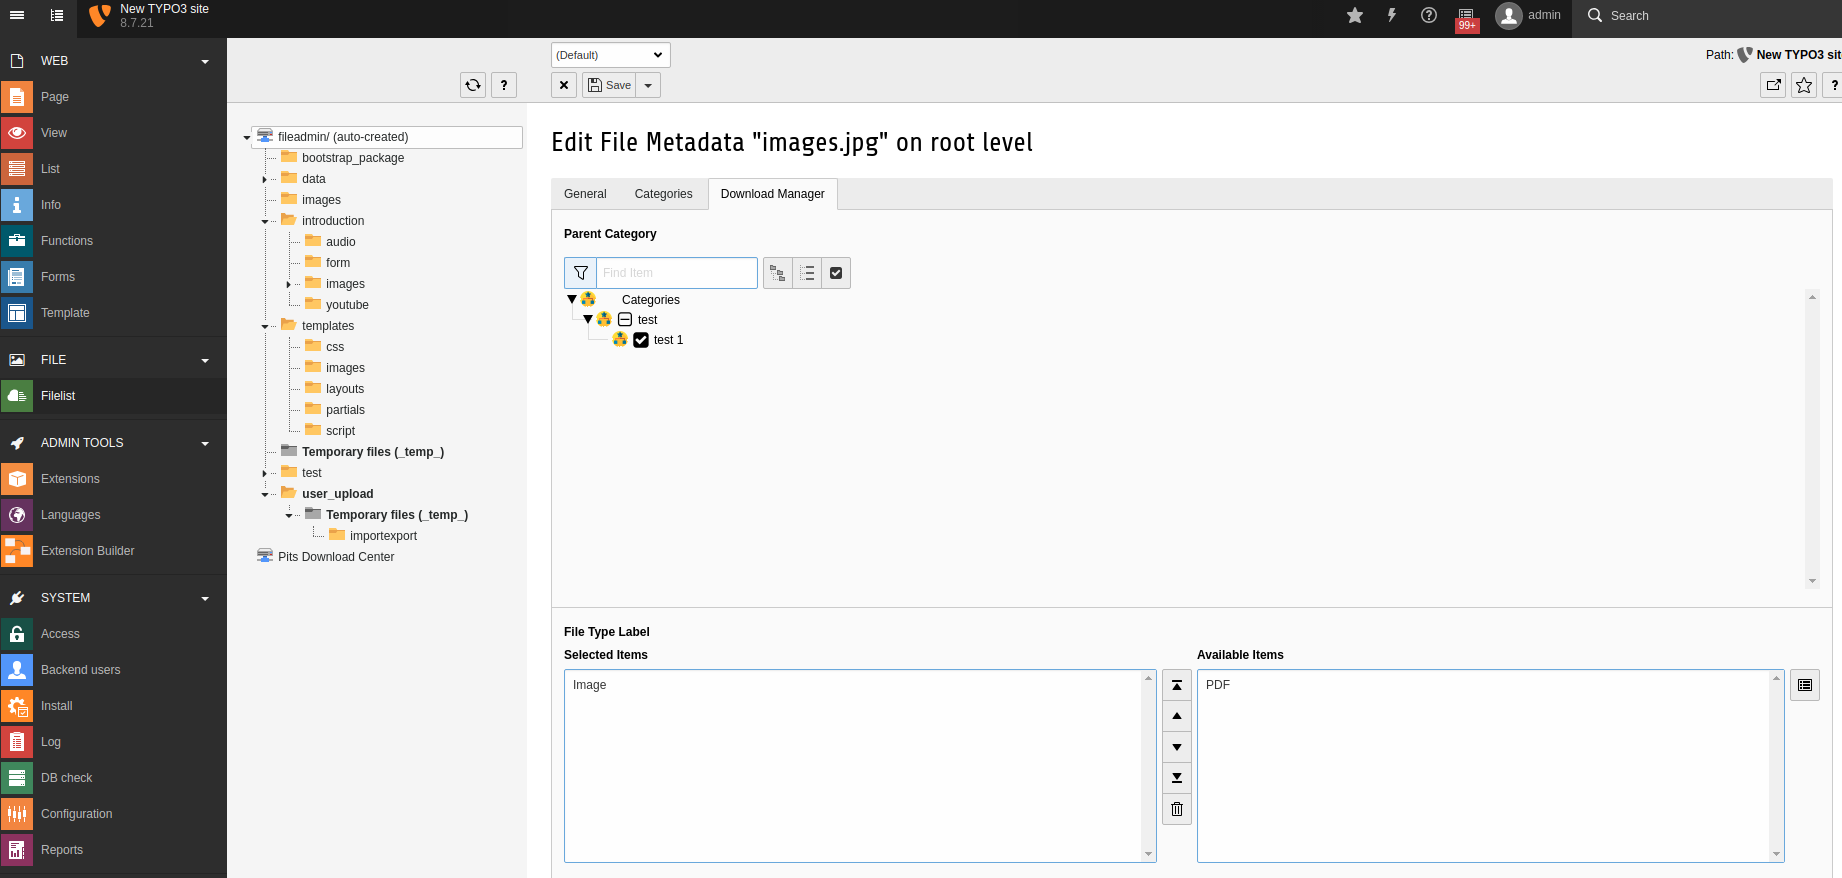 New TYPO3 site
8.7.21
99+
admin
Search
WEB
Page
View
List
Info
Functions
Forms
Template
FILE
Filelist
ADMIN TOOLS
Extensions
Languages
Extension Builder
SYSTEM
Access
Backend users
Install
Log
DB check
Configuration
Reports
?
fileadmin/ (auto-created)
bootstrap_package
data
images
introduction
audio
form
images
youtube
templates
css
images
layouts
partials
script
Temporary files (_temp_)
test
user_upload
Temporary files (_temp_)
importexport
Pits Download Center
(Default)
Path: New TYPO3 sit
Save
?
Edit File Metadata "images.jpg" on root level
General Categories Download Manager
Parent Category
Find Item
Categories
test
test 1
File Type Label
Selected Items
Image
Available Items
PDF